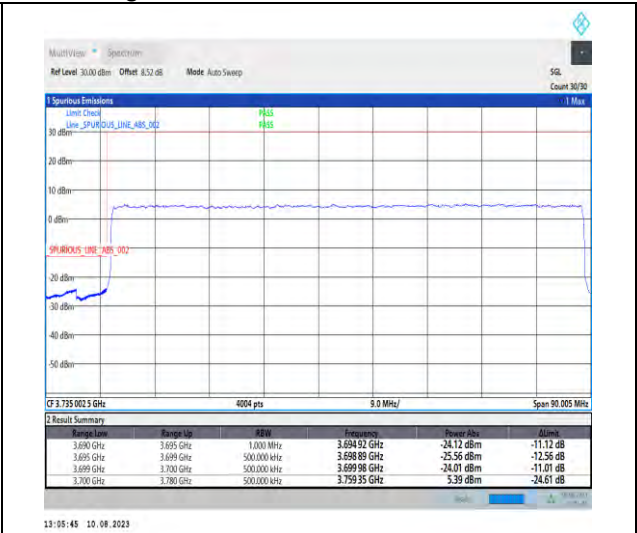 MultiView Spectrum
Ref Level 30.00 dBm Offset 8.52 dB Mode Auto Sweep SGL
Count 30/30
1 Spurious Emissions 1 Max
Limit Check PASS
Line _SPURIOUS_LINE_ABS_002 PASS
30 dBm
20 dBm
10 dBm
0 dBm
SPURIOUS_LINE_ABS_002
-20 dBm
-30 dBm
-40 dBm
-50 dBm
CF 3.735 002 5 GHz 4004 pts 9.0 MHz/ Span 90.005 MHz
2 Result Summary
Range Low Range Up RBW Frequency Power Abs ΔLimit
3.690 GHz 3.695 GHz 1.000 MHz 3.694 92 GHz -24.12 dBm -11.12 dB
3.695 GHz 3.699 GHz 500.000 kHz 3.698 89 GHz -25.56 dBm -12.56 dB
3.699 GHz 3.700 GHz 500.000 kHz 3.699 98 GHz -24.01 dBm -11.01 dB
3.700 GHz 3.780 GHz 500.000 kHz 3.759 35 GHz 5.39 dBm -24.61 dB
13:05:45 10.08.2023